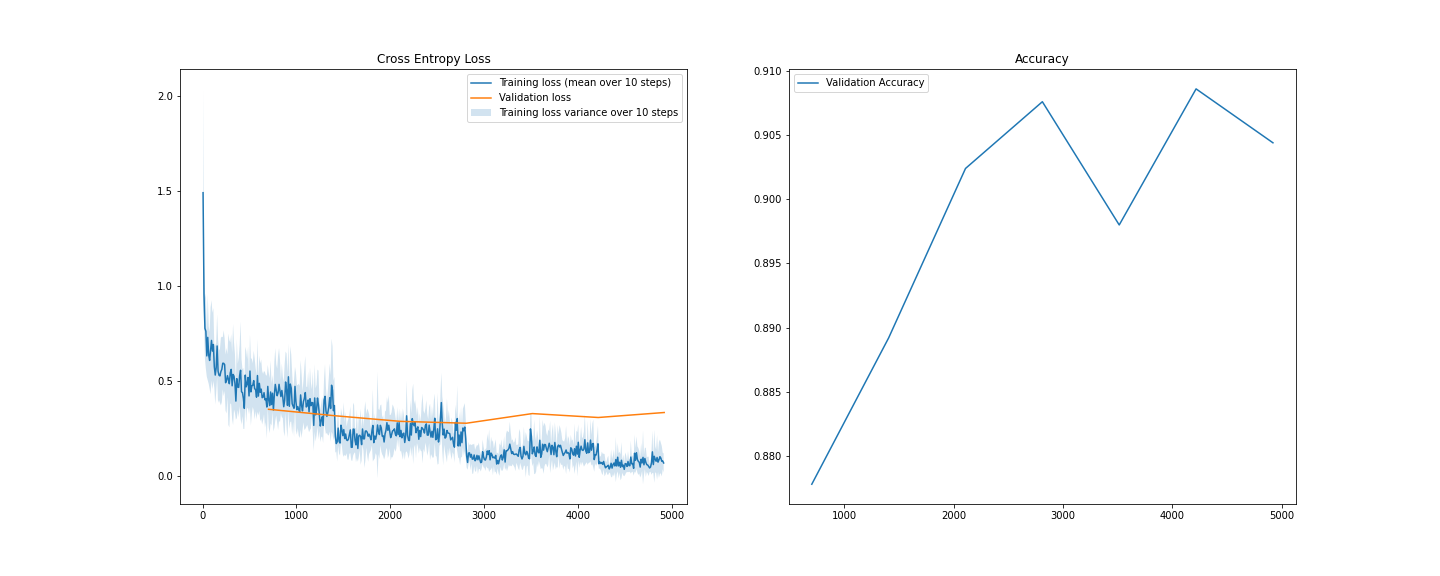 Cross Entropy Loss
Training loss (mean over 10 steps)
Validation loss
Training loss variance over 10 steps
2.0
1.5
1.0
0.5
0.0
0 1000 2000 3000 4000 5000
Accuracy
Validation Accuracy
0.910
0.905
0.900
0.895
0.890
0.885
0.880
1000 2000 3000 4000 5000